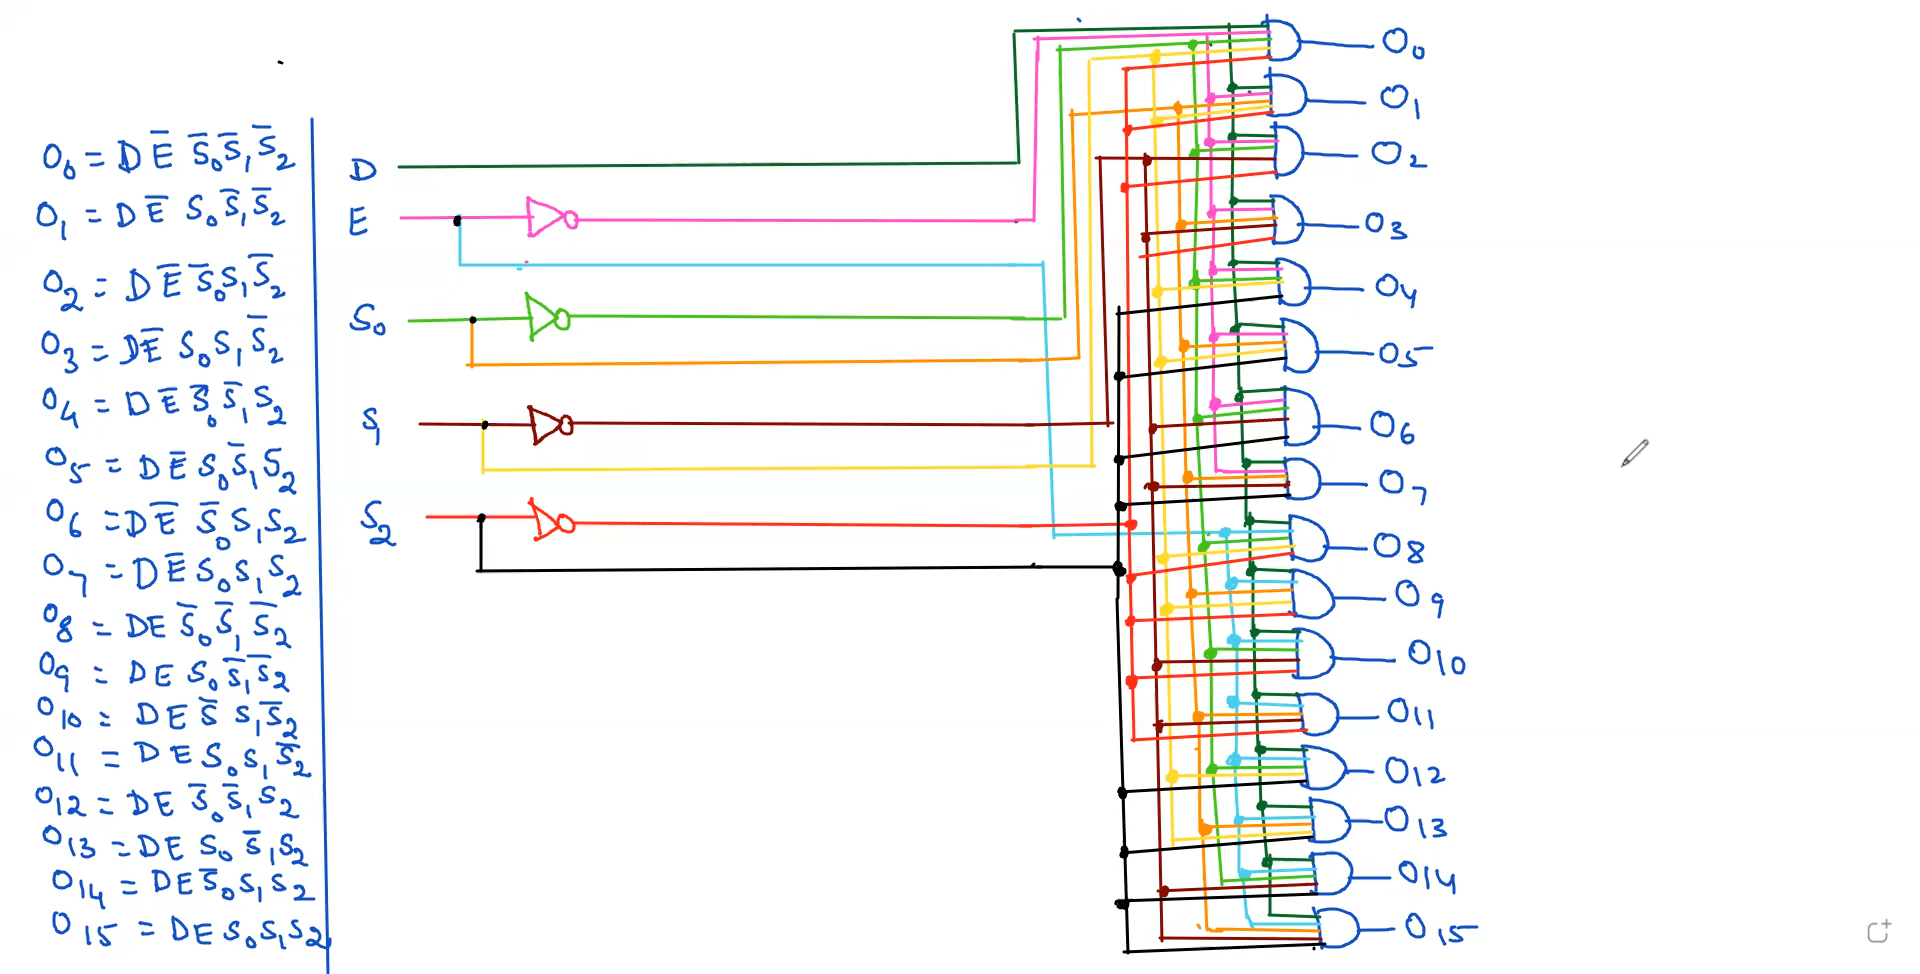 O₀ = D E̅ S̅₀ S̅₁ S̅₂
O₁ = D E̅ S₀ S̅₁ S̅₂
O₂ = D E̅ S̅₀ S₁ S̅₂
O₃ = D E̅ S₀ S₁ S̅₂
O₄ = D E̅ S̅₀ S̅₁ S₂
O₅ = D E̅ S₀ S̅₁ S₂
O₆ = D E̅ S̅₀ S₁ S₂
O₇ = D E̅ S₀ S₁ S₂
O₈ = D E S̅₀ S̅₁ S̅₂
O₉ = D E S₀ S̅₁ S̅₂
O₁₀ = D E S̅ S₁ S̅₂
O₁₁ = D E S₀ S₁ S̅₂
O₁₂ = D E S̅₀ S̅₁ S₂
O₁₃ = D E S₀ S̅₁ S₂
O₁₄ = D E S̅₀ S₁ S₂
O₁₅ = D E S₀ S₁ S₂
D
E
S₀
S₁
S₂
O₀
O₁
O₂
O₃
O₄
O₅
O₆
O₇
O₈
O₉
O₁₀
O₁₁
O₁₂
O₁₃
O₁₄
O₁₅